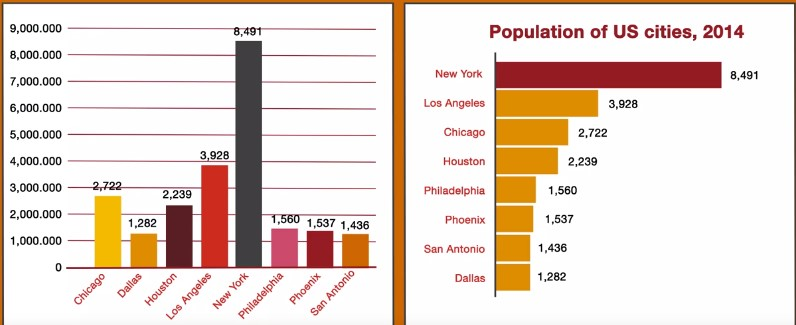 9,000.000
8,000.000
7,000.000
6,000.000
5,000.000
4,000.000
3,000.000
2,000.000
1,000.000
0
2,722
1,282
2,239
3,928
8,491
1,560
1,537
1,436
Chicago
Dallas
Houston
Los Angeles
New York
Philadelphia
Phoenix
San Antonio
Population of US cities, 2014
New York 8,491
Los Angeles 3,928
Chicago 2,722
Houston 2,239
Philadelphia 1,560
Phoenix 1,537
San Antonio 1,436
Dallas 1,282